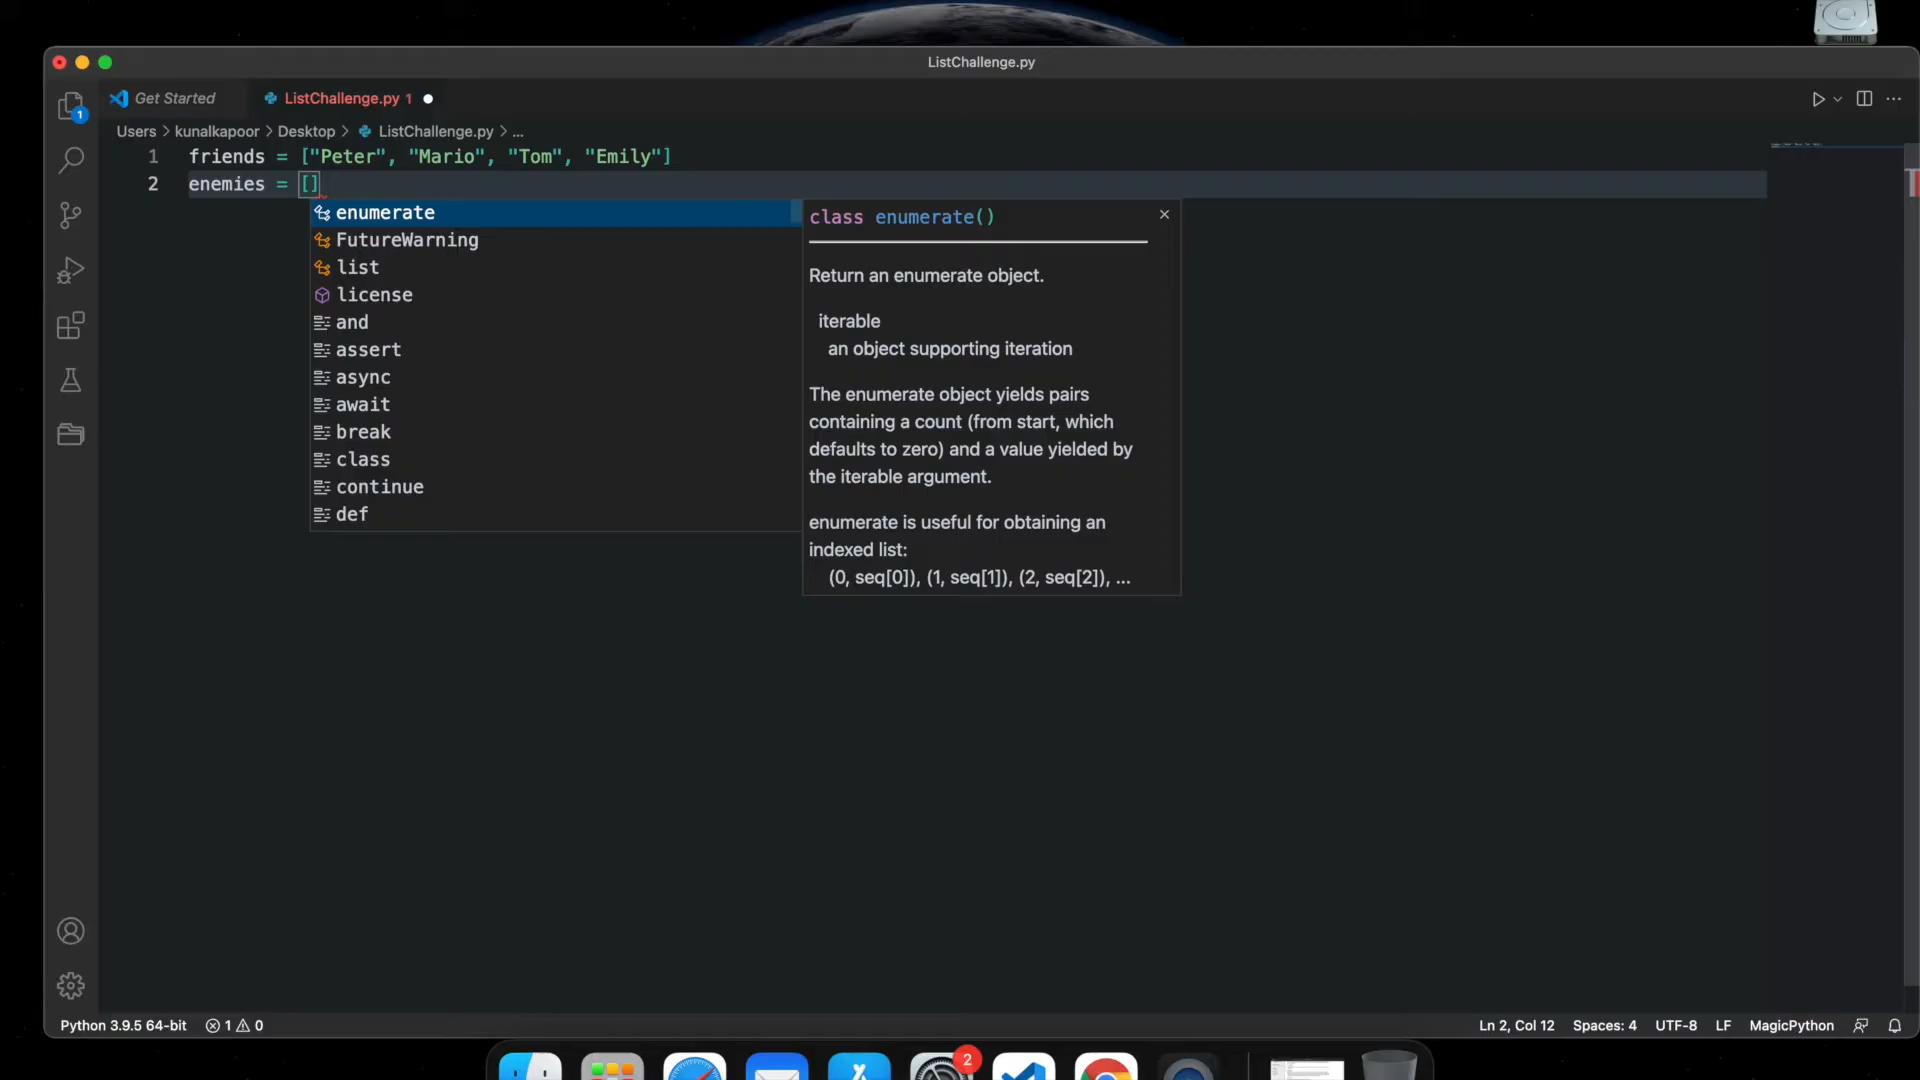 ListChallenge.py
Get Started
ListChallenge.py 1
1
Users > kunalkapoor > Desktop > ListChallenge.py > ...
1 friends = ["Peter", "Mario", "Tom", "Emily"]
2 enemies = []
enumerate
FutureWarning
list
license
and
assert
async
await
break
class
continue
def
class enumerate()
Return an enumerate object.
iterable
an object supporting iteration
The enumerate object yields pairs
containing a count (from start, which
defaults to zero) and a value yielded by
the iterable argument.
enumerate is useful for obtaining an
indexed list:
(0, seq[0]), (1, seq[1]), (2, seq[2]), ...
Python 3.9.5 64-bit 1 0 Ln 2, Col 12 Spaces: 4 UTF-8 LF MagicPython
2